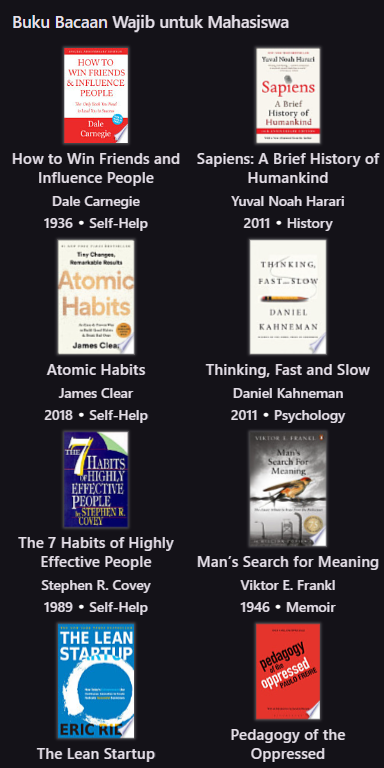 Buku Bacaan Wajib untuk Mahasiswa
HOW TO
WIN FRIENDS
& INFLUENCE
PEOPLE
Dale
Carnegie
How to Win Friends and
Influence People
Dale Carnegie
1936 • Self-Help
Yuval Noah Harari
Sapiens
A Brief
History of
Humankind
Sapiens: A Brief History of
Humankind
Yuval Noah Harari
2011 • History
Tiny Changes,
Remarkable Results
Atomic
Habits
James Clear
Atomic Habits
James Clear
2018 • Self-Help
THINKING,
FAST AND SLOW
DANIEL
KAHNEMAN
Thinking, Fast and Slow
Daniel Kahneman
2011 • Psychology
THE 7
HABITS
OF HIGHLY
EFFECTIVE
PEOPLE
by STEPHEN R.
COVEY
The 7 Habits of Highly
Effective People
Stephen R. Covey
1989 • Self-Help
VIKTOR E. FRANKL
Man's
Search For
Meaning
Man's Search for Meaning
Viktor E. Frankl
1946 • Memoir
THE LEAN
STARTUP
ERIC RIE
The Lean Startup
pedagogy
of the
oppressed
PAULO FREIRE
Pedagogy of the
Oppressed